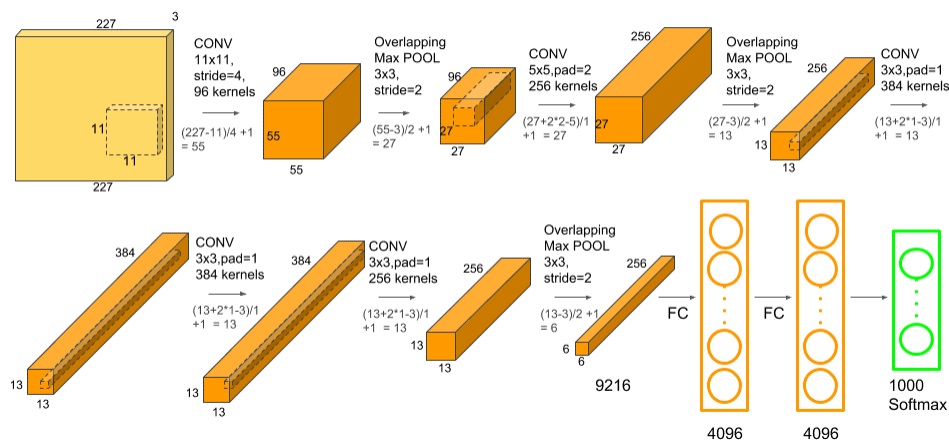 227
3
11
11
227
CONV
11x11,
stride=4,
96 kernels
(227-11)/4 +1
= 55
96
55
55
Overlapping
Max POOL
3x3,
stride=2
(55-3)/2 +1
= 27
96
27
27
CONV
5x5,pad=2
256 kernels
(27+2*2-5)/1
+1 = 27
256
27
27
Overlapping
Max POOL
3x3,
stride=2
(27-3)/2 +1
= 13
256
13
13
CONV
3x3,pad=1
384 kernels
(13+2*1-3)/1
+1 = 13
384
13
13
CONV
3x3,pad=1
384 kernels
(13+2*1-3)/1
+1 = 13
384
13
13
CONV
3x3,pad=1
256 kernels
(13+2*1-3)/1
+1 = 13
256
13
13
Overlapping
Max POOL
3x3,
stride=2
(13-3)/2 +1
= 6
256
6
6
9216
FC
4096
FC
4096
1000
Softmax